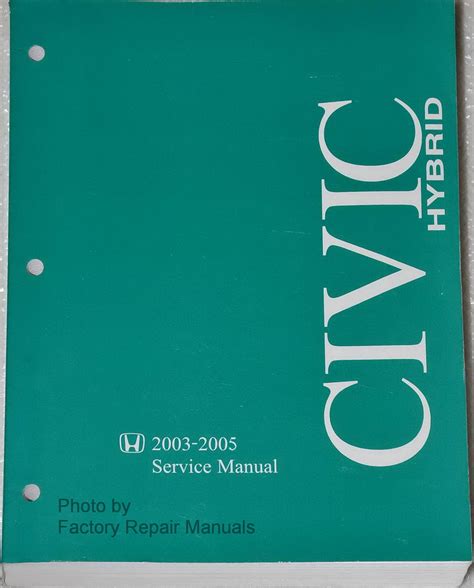 CIVIC
HYBRID
2003-2005
Service Manual
Photo by
Factory Repair Manuals